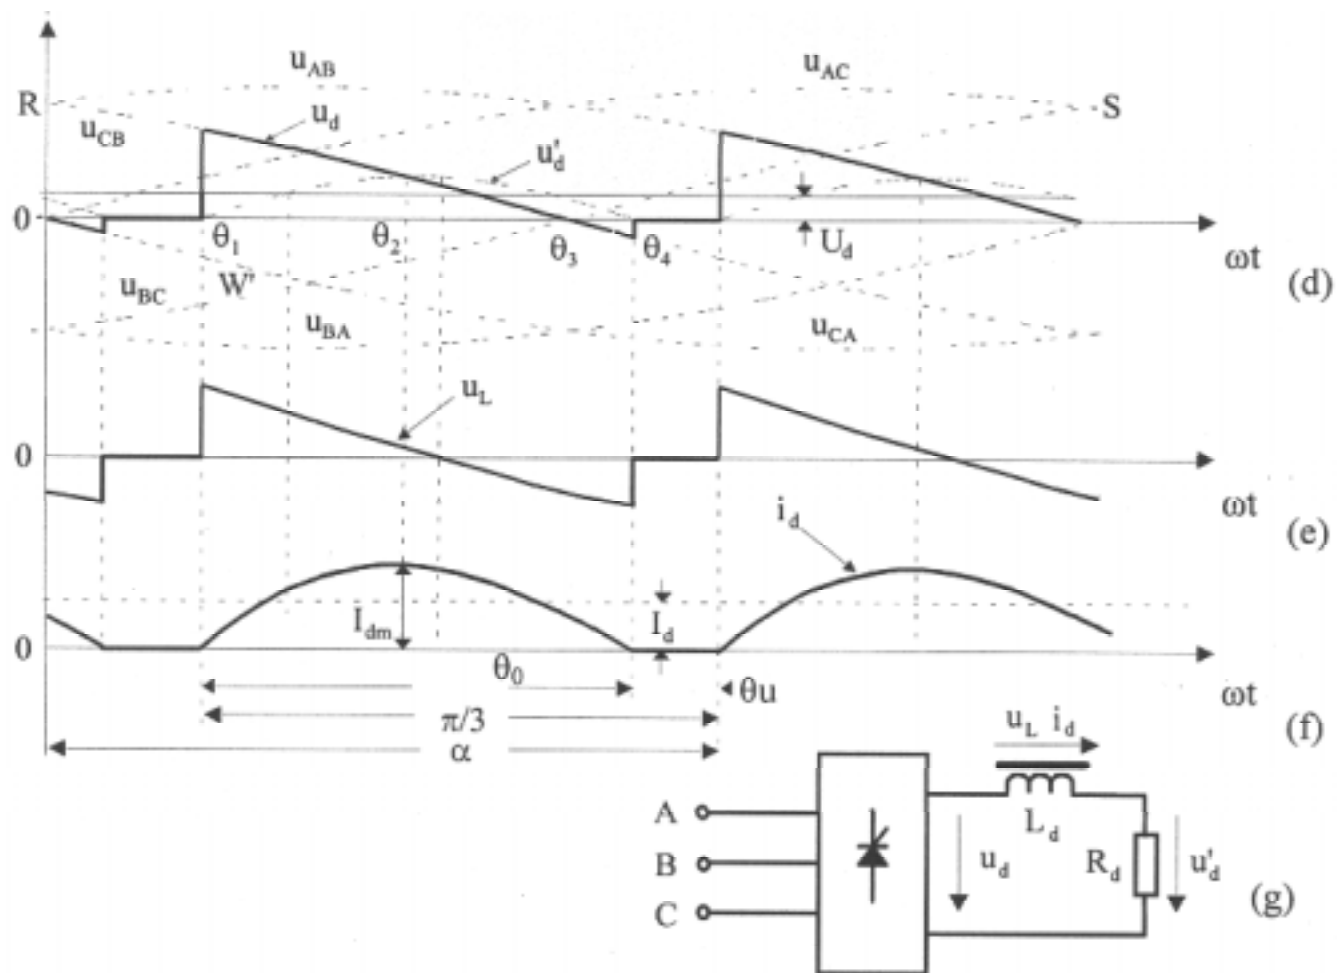 u_AB
u_AC
R
S
u_CB
u_d
u'_d
0
θ_1
θ_2
θ_3
θ_4
U_d
ωt
(d)
u_BC
W'
u_BA
u_CA
u_L
0
ωt
(e)
i_d
I_dm
I_d
0
θ_0
θu
ωt
π/3
(f)
α
u_L i_d
A
B
C
L_d
u_d
R_d
u'_d
(g)